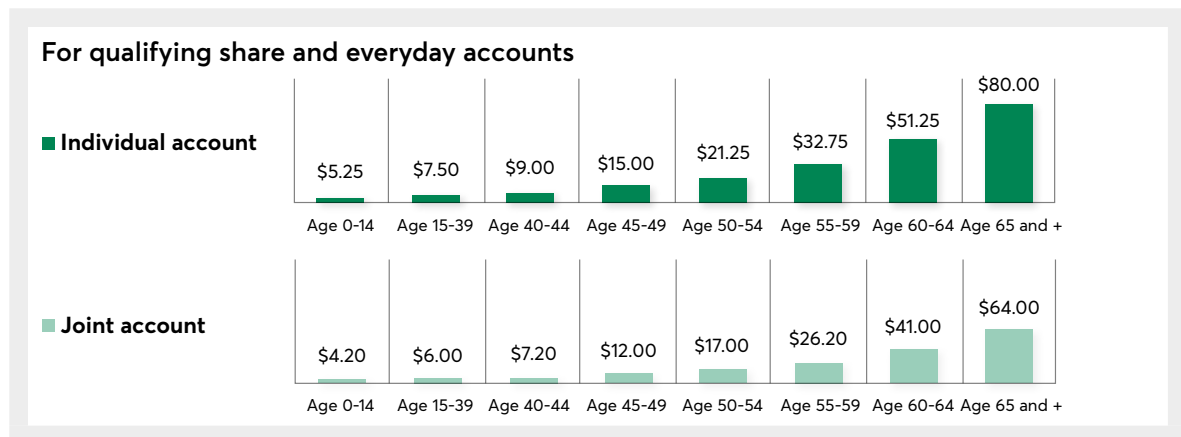 For qualifying share and everyday accounts
Individual account
$5.25 $7.50 $9.00 $15.00 $21.25 $32.75 $51.25 $80.00
Age 0-14 Age 15-39 Age 40-44 Age 45-49 Age 50-54 Age 55-59 Age 60-64 Age 65 and +
Joint account
$4.20 $6.00 $7.20 $12.00 $17.00 $26.20 $41.00 $64.00
Age 0-14 Age 15-39 Age 40-44 Age 45-49 Age 50-54 Age 55-59 Age 60-64 Age 65 and +